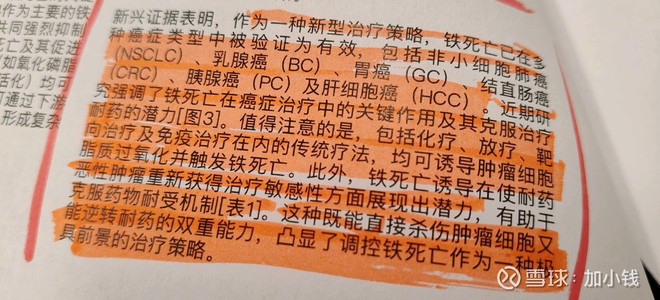 作为主要的铁
共同强烈抑制
亡及其促进
(如氧化磷脂
活化）均可
通过下游
形成复杂
新兴证据表明，作为一种新型治疗策略，铁死亡已在多
种癌症类型中被验证为有效，包括非小细胞肺癌
（NSCLC）、乳腺癌（BC）、胃癌（GC）、结直肠癌
（CRC）、胰腺癌（PC）及肝细胞癌（HCC）。近期研
究强调了铁死亡在癌症治疗中的关键作用及其克服治疗
耐药的潜力[图3]。值得注意的是，包括化疗、放疗、靶
向治疗及免疫治疗在内的传统疗法，均可诱导肿瘤细胞
脂质过氧化并触发铁死亡。此外，铁死亡诱导在使耐药
恶性肿瘤重新获得治疗敏感性方面展现出潜力，有助于
克服药物耐受机制[表1]。这种既能直接杀伤肿瘤细胞又
能逆转耐药的双重能力，凸显了调控铁死亡作为一种极
具前景的治疗策略。
雪球：加小钱